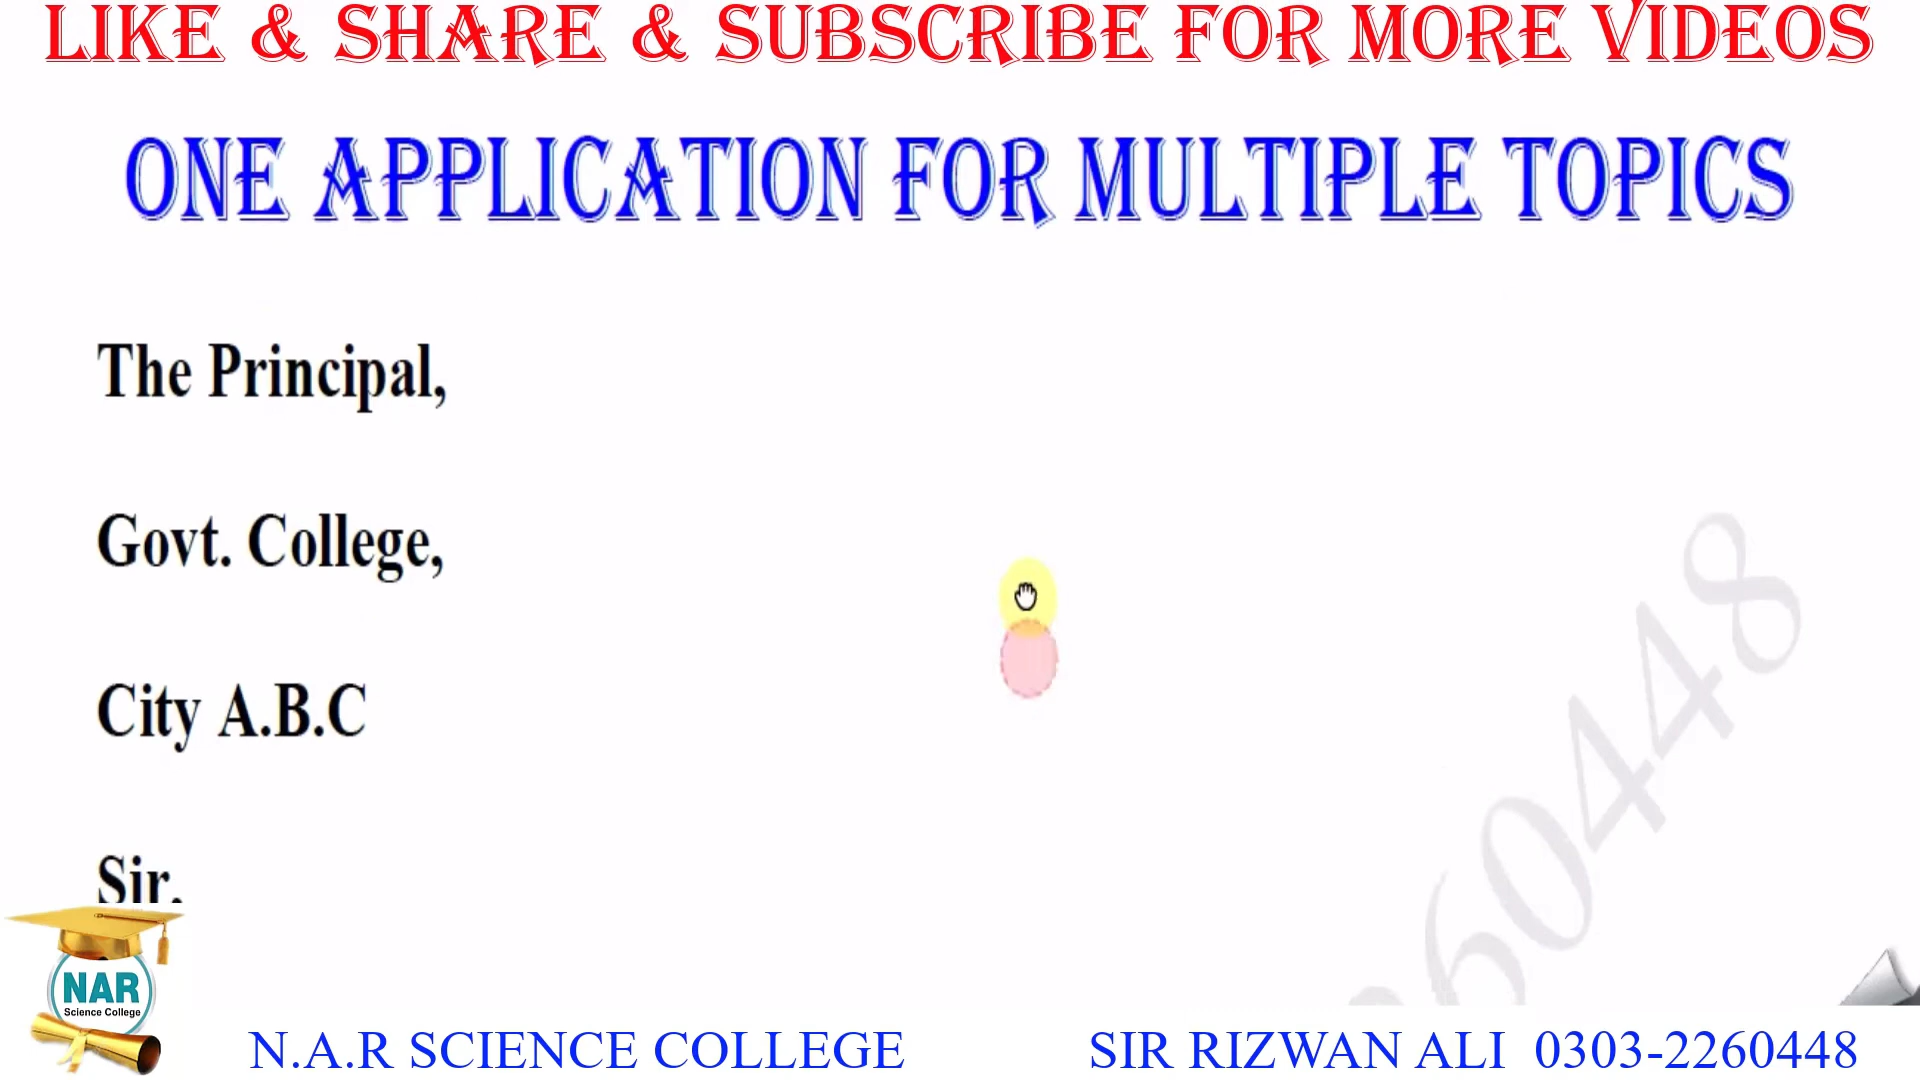 LIKE & SHARE & SUBSCRIBE FOR MORE VIDEOS
ONE APPLICATION FOR MULTIPLE TOPICS
The Principal,
Govt. College,
City A.B.C
Sir,
60448
NAR
Science College
N.A.R SCIENCE COLLEGE SIR RIZWAN ALI 0303-2260448